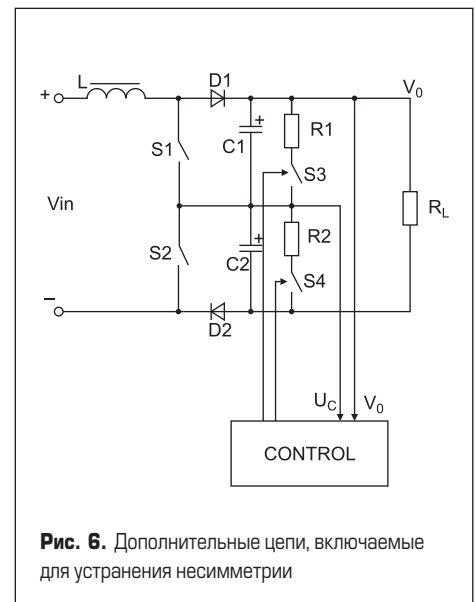 L
D1
V0
+
+
+
S1
C1
R1
S3
Vin
RL
S2
C2
R2
S4
–
D2
UC
V0
CONTROL
Рис. 6. Дополнительные цепи, включаемые
для устранения несимметрии